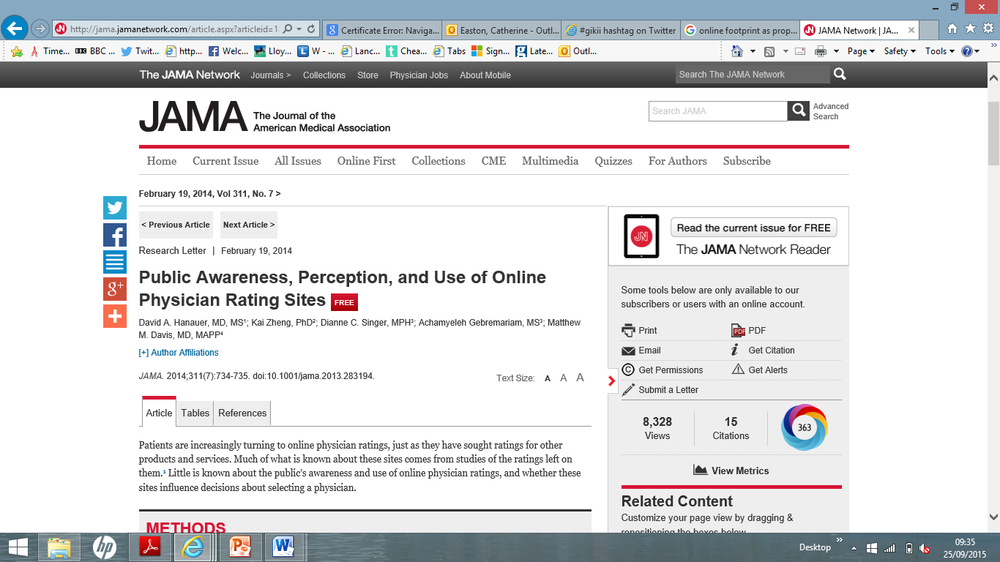 http://jama.jamanetwork.com/article.aspx?articleid=1
Certificate Error: Naviga...
Easton, Catherine - Outl...
#gikii hashtag on Twitter
online footprint as prop...
JAMA Network | JA...
Time...
BBC ...
Twit...
http...
Welc...
Lloy...
W - ...
Lanc...
Chea...
Tabs
Sign...
Late...
Outl...
Page
Safety
Tools
The JAMA Network
Journals >
Collections
Store
Physician Jobs
About Mobile
Search The JAMA Network
JAMA
The Journal of the
American Medical Association
Search JAMA
Advanced
Search
Home
Current Issue
All Issues
Online First
Collections
CME
Multimedia
Quizzes
For Authors
Subscribe
February 19, 2014, Vol 311, No. 7 >
< Previous Article
Next Article >
Research Letter | February 19, 2014
Public Awareness, Perception, and Use of Online
Physician Rating Sites FREE
David A. Hanauer, MD, MS¹; Kai Zheng, PhD²; Dianne C. Singer, MPH³; Achamyeleh Gebremariam, MS³; Matthew
M. Davis, MD, MAPP⁴
[+] Author Affiliations
JAMA. 2014;311(7):734-735. doi:10.1001/jama.2013.283194.
Text Size: A A A
Article
Tables
References
Patients are increasingly turning to online physician ratings, just as they have sought ratings for other
products and services. Much of what is known about these sites comes from studies of the ratings left on
them.¹ Little is known about the public's awareness and use of online physician ratings, and whether these
sites influence decisions about selecting a physician.
METHODS
JN
Read the current issue for FREE
The JAMA Network Reader
Some tools below are only available to our
subscribers or users with an online account.
Print
PDF
Email
Get Citation
Get Permissions
Get Alerts
Submit a Letter
8,328
Views
15
Citations
363
View Metrics
Related Content
Customize your page view by dragging &
repositioning the boxes below.
hp
Desktop
09:35
25/09/2015